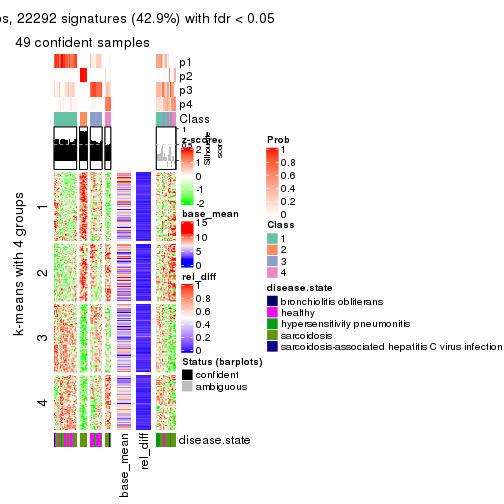 s, 22292 signatures (42.9%) with fdr < 0.05
49 confident samples
p1
p2
p3
p4
Class
1
Silhouette
score
z-score
2
1
0
-1
-2
base_mean
15
10
5
0
rel_diff
1
0.8
0.6
0.4
0.2
0
Status (barplots)
confident
ambiguous
Prob
1
0.8
0.6
0.4
0.2
0
Class
1
2
3
4
disease.state
bronchiolitis obliterans
healthy
hypersensitivity pneumonitis
sarcoidosis
sarcoidosis-associated hepatitis C virus infection
k-means with 4 groups
1
2
3
4
disease.state
base_mean
rel_diff